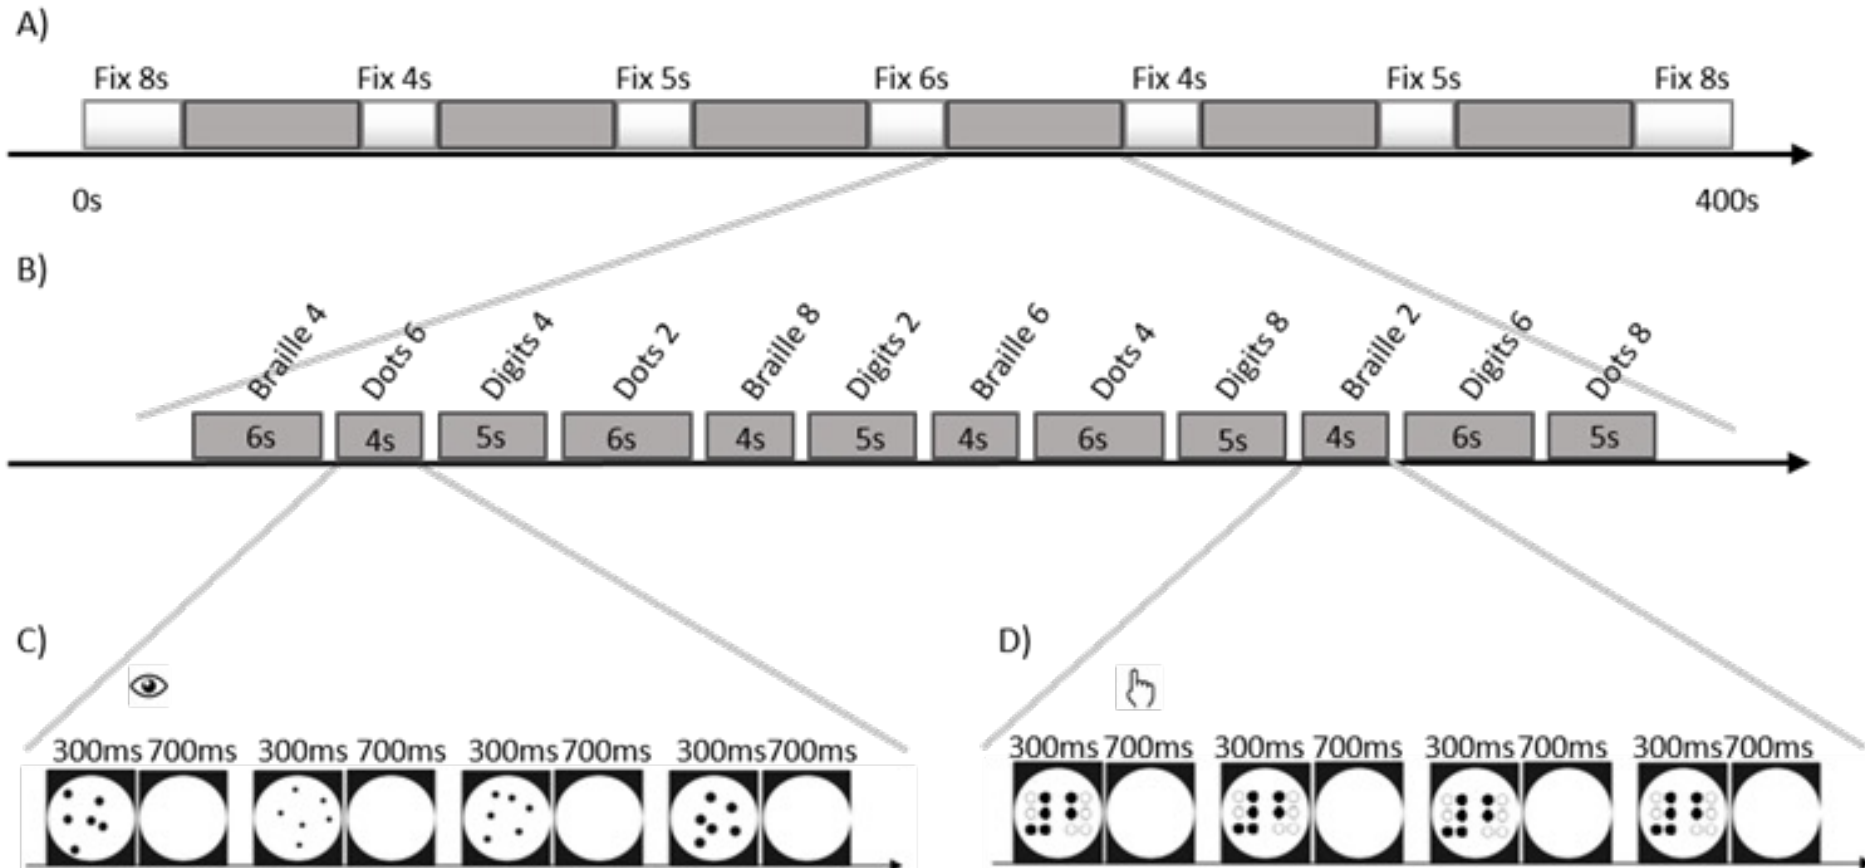 A)
Fix 8s Fix 4s Fix 5s Fix 6s Fix 4s Fix 5s Fix 8s
0s 400s
B)
Braille 4 Dots 6 Digits 4 Dots 2 Braille 8 Digits 2 Braille 6 Dots 4 Digits 8 Braille 2 Digits 6 Dots 8
6s 4s 5s 6s 4s 5s 4s 6s 5s 4s 6s 5s
C) D)
300ms 700ms 300ms 700ms 300ms 700ms 300ms 700ms 300ms 700ms 300ms 700ms 300ms 700ms 300ms 700ms